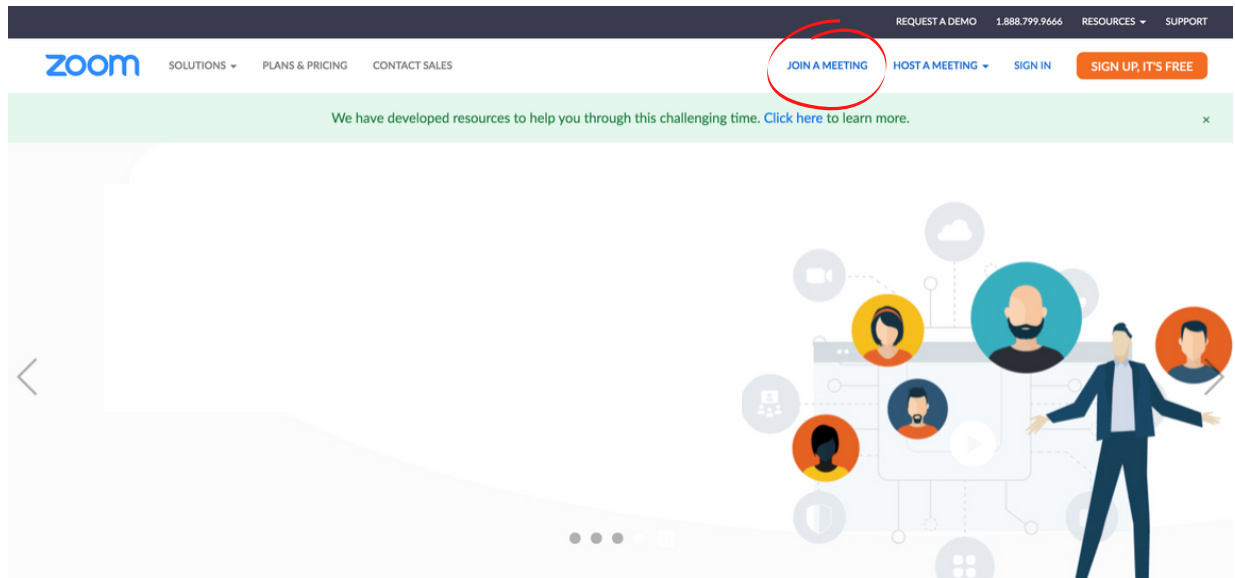 REQUEST A DEMO 1.888.799.9666 RESOURCES SUPPORT
zoom SOLUTIONS PLANS & PRICING CONTACT SALES JOIN A MEETING HOST A MEETING SIGN IN SIGN UP, IT'S FREE
We have developed resources to help you through this challenging time. Click here to learn more. ×